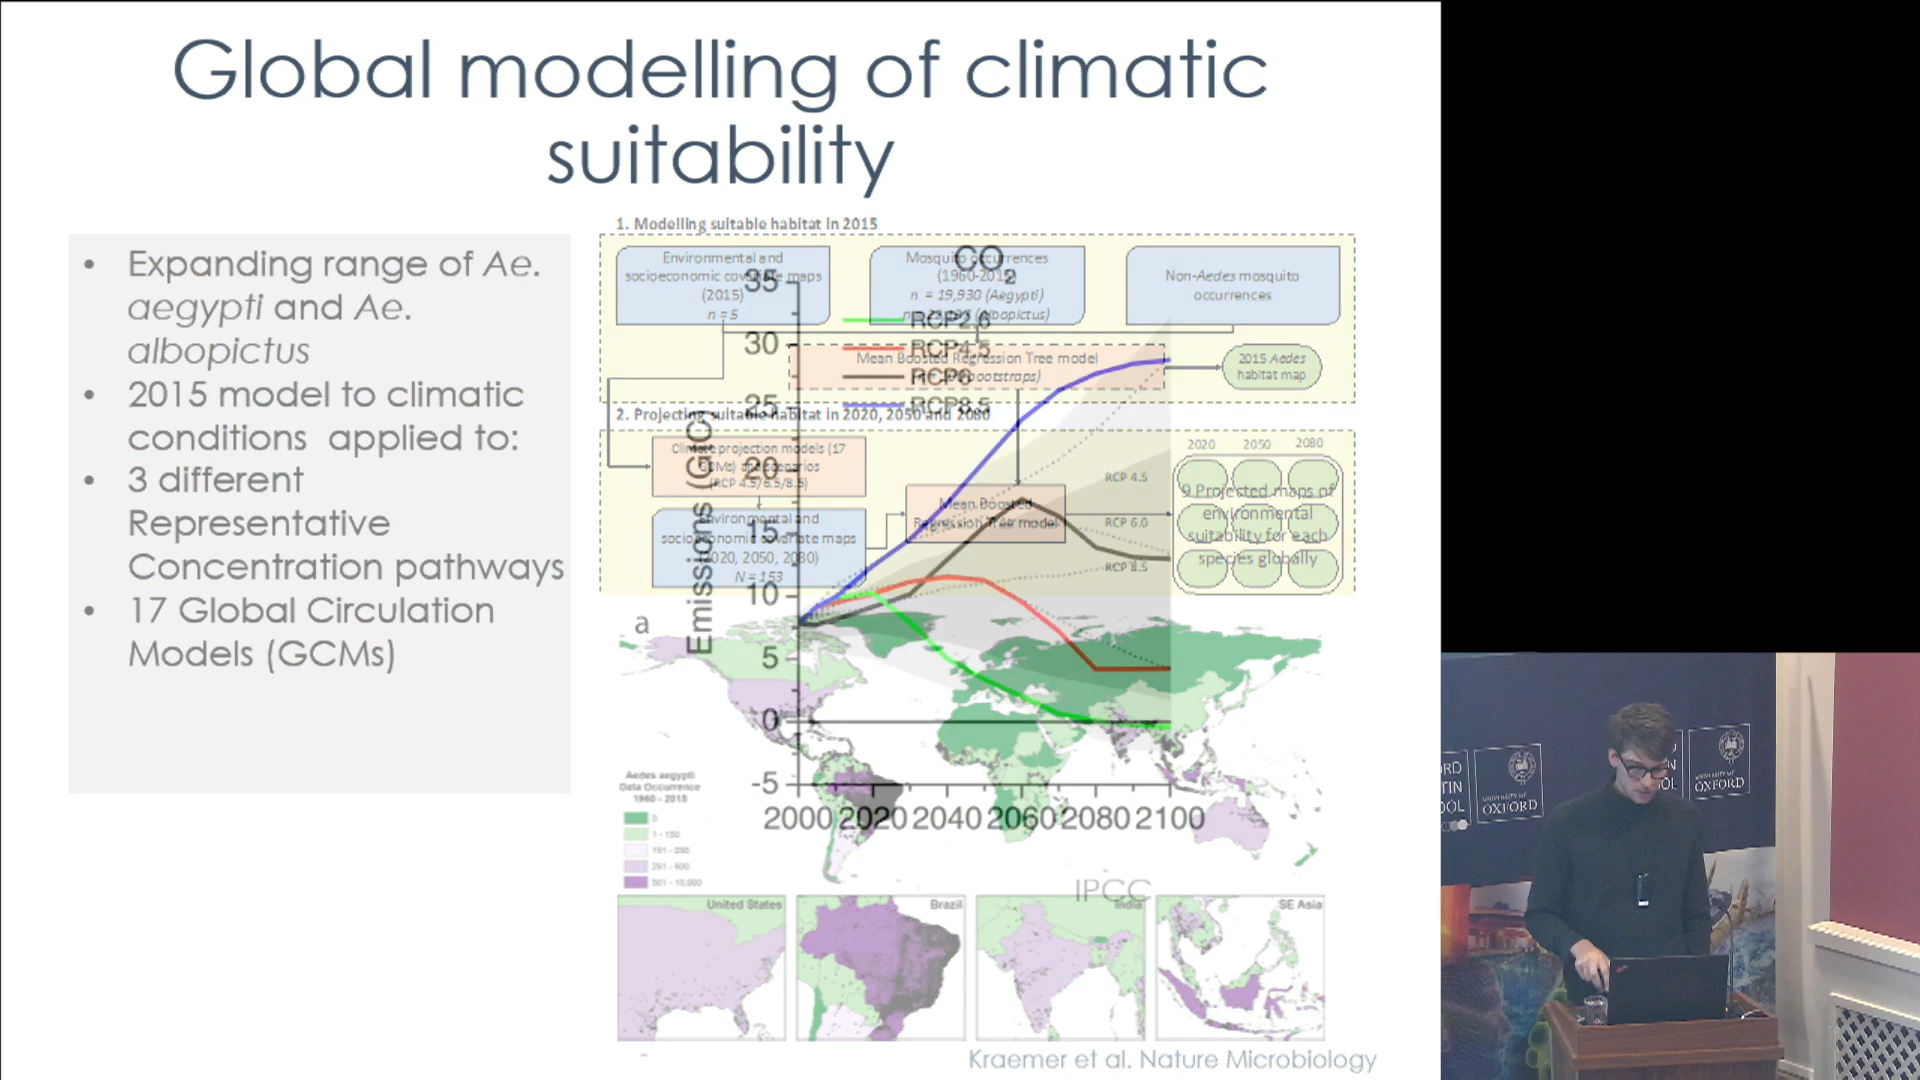 Global modelling of climatic
suitability
• Expanding range of Ae.
aegypti and Ae.
albopictus
• 2015 model to climatic
conditions applied to:
• 3 different
Representative
Concentration pathways
• 17 Global Circulation
Models (GCMs)
1. Modelling suitable habitat in 2015
Environmental and
socioeconomic covariate maps
(2015)
n = 5
Mosquito occurrences
(1960-2015)
n = 19,930 (Aegypti)
(albopictus)
Non-Aedes mosquito
occurrences
Mean Boosted Regression Tree model
bootstraps)
2015 Aedes
habitat map
2. Projecting suitable habitat in 2020, 2050 and 2080
Climate projection models (17
GCMs) and scenarios
(RCP 4.5/6.5/8.5)
Environmental and
socioeconomic covariate maps
(2020, 2050, 2080)
N = 153
Mean Boosted
Regression Tree model
RCP 4.5
RCP 6.0
RCP 8.5
2020 2050 2080
9 Projected maps of
environmental
suitability for each
species globally
CO2
RCP2.6
RCP4.5
RCP6
RCP8.5
Emissions (GtC)
35
30
25
20
15
10
5
0
-5
2000 2020 2040 2060 2080 2100
IPCC
a
Aedes aegypti
Data Occurrence
1960 - 2015
0
1 - 150
151 - 250
251 - 500
501 - 10,000
United States
Brazil
India
SE Asia
Kraemer et al. Nature Microbiology
UNIVERSITY OF
OXFORD
UNIVERSITY OF
OXFORD